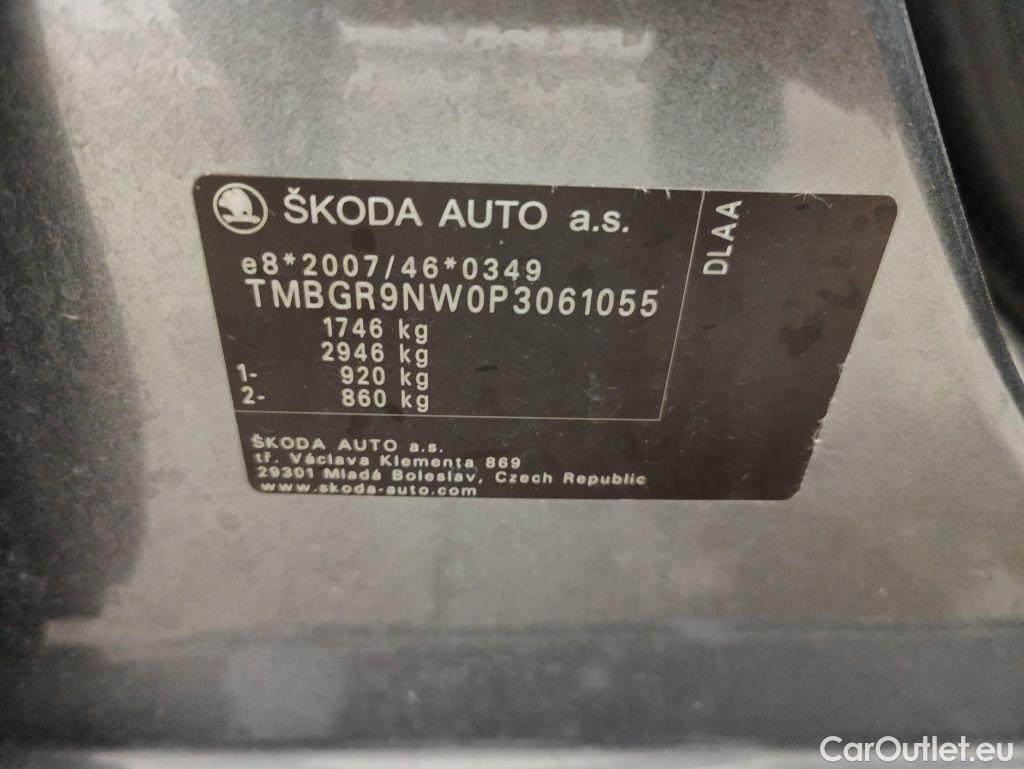 ŠKODA AUTO a.s.
DLAA
e8*2007/46*0349
TMBGR9NW0P3061055
1746 kg
2946 kg
1- 920 kg
2- 860 kg
ŠKODA AUTO a.s.
tř. Václava Klementa 869
29301 Mladá Boleslav, Czech Republic
www.skoda-auto.com
CarOutlet.eu